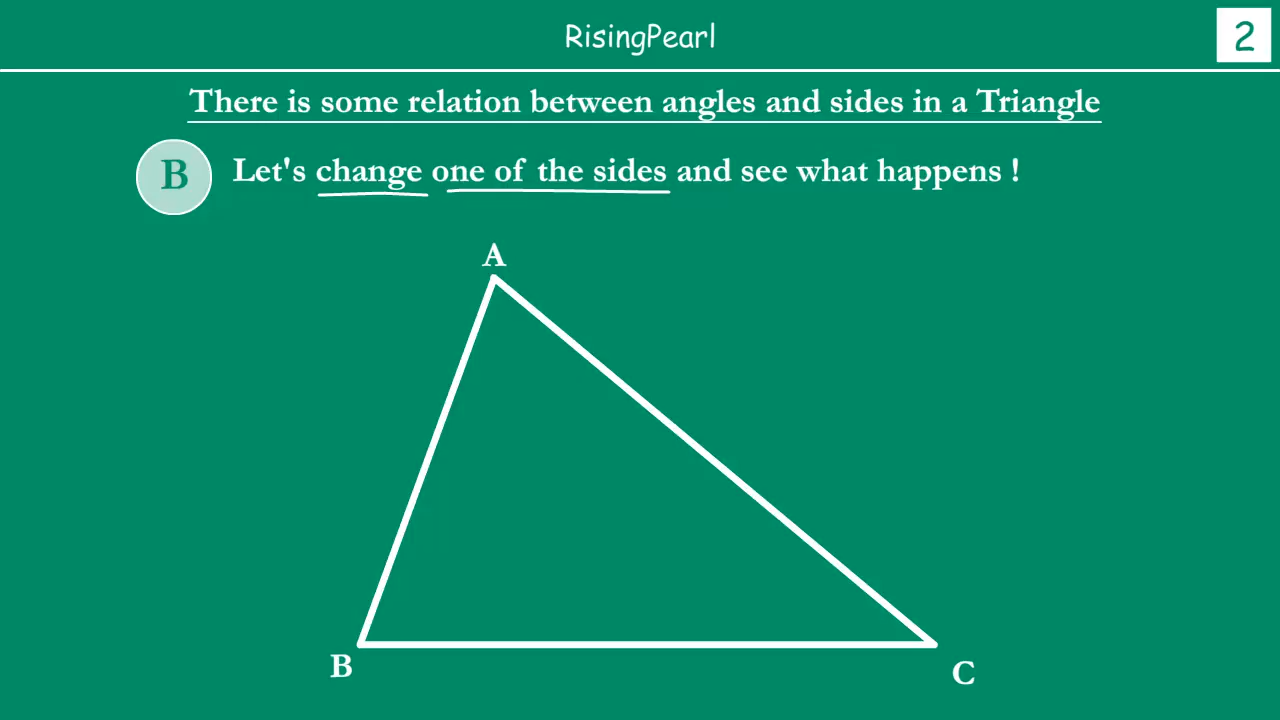 RisingPearl
2
There is some relation between angles and sides in a Triangle
B
Let's change one of the sides and see what happens !
A
B
C